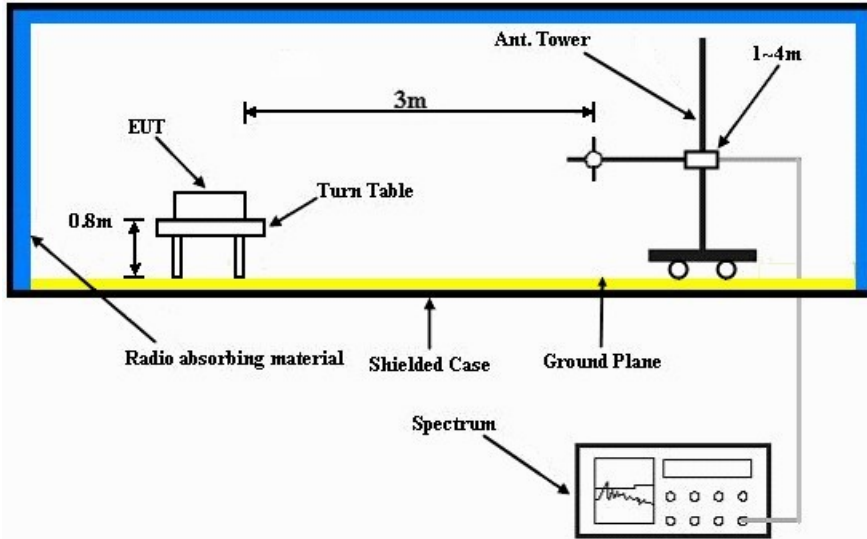 Ant. Tower
1~4m
3m
EUT
Turn Table
0.8m
Radio absorbing material
Shielded Case
Ground Plane
Spectrum